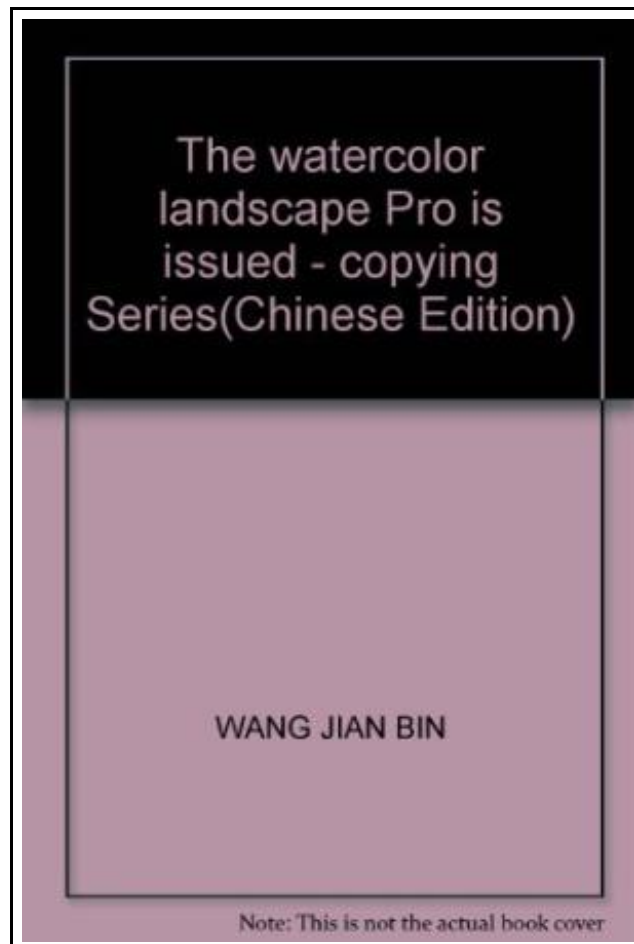 The watercolor
landscape Pro is
issued - copying
Series(Chinese Edition)
WANG JIAN BIN
Note: This is not the actual book cover